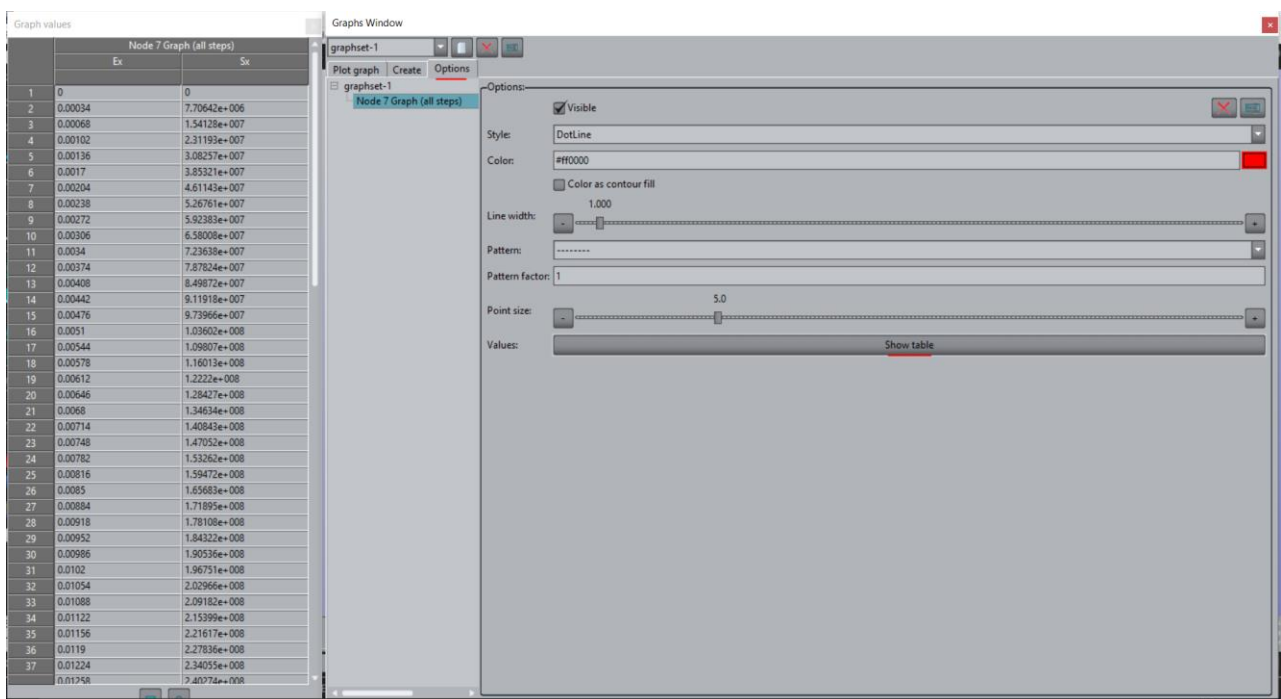 Graph values
Node 7 Graph (all steps)
Ex Sx
1 0 0
2 0.00034 7.70642e+006
3 0.00068 1.54128e+007
4 0.00102 2.31193e+007
5 0.00136 3.08257e+007
6 0.0017 3.85321e+007
7 0.00204 4.61143e+007
8 0.00238 5.26761e+007
9 0.00272 5.92383e+007
10 0.00306 6.58008e+007
11 0.0034 7.23638e+007
12 0.00374 7.87824e+007
13 0.00408 8.49872e+007
14 0.00442 9.11918e+007
15 0.00476 9.73966e+007
16 0.0051 1.03602e+008
17 0.00544 1.09807e+008
18 0.00578 1.16013e+008
19 0.00612 1.2222e+008
20 0.00646 1.28427e+008
21 0.0068 1.34634e+008
22 0.00714 1.40843e+008
23 0.00748 1.47052e+008
24 0.00782 1.53262e+008
25 0.00816 1.59472e+008
26 0.0085 1.65683e+008
27 0.00884 1.71895e+008
28 0.00918 1.78108e+008
29 0.00952 1.84322e+008
30 0.00986 1.90536e+008
31 0.0102 1.96751e+008
32 0.01054 2.02966e+008
33 0.01088 2.09182e+008
34 0.01122 2.15399e+008
35 0.01156 2.21617e+008
36 0.0119 2.27836e+008
37 0.01224 2.34055e+008
0.01258 2.40274e+008
Graphs Window
graphset-1
Plot graph Create Options
graphset-1
Node 7 Graph (all steps)
Options:
Visible
Style: DotLine
Color: #ff0000
Color as contour fill
1.000
Line width: - +
Pattern: --------
Pattern factor: 1
5.0
Point size: - +
Values: Show table